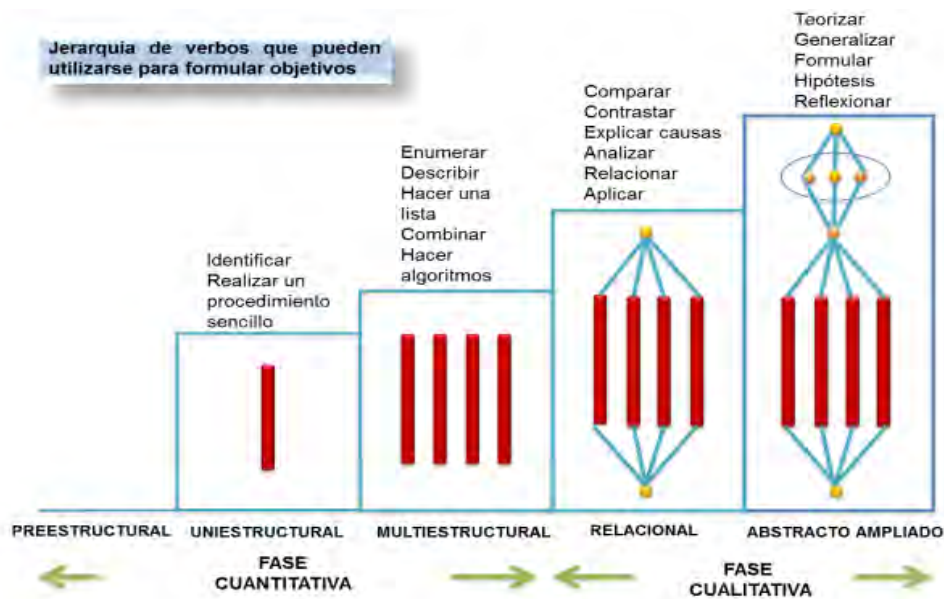 Jerarquia de verbos que pueden
utilizarse para formular objetivos
Identificar
Realizar un
procedimiento
sencillo
Enumerar
Describir
Hacer una
lista
Combinar
Hacer
algoritmos
Comparar
Contrastar
Explicar causas
Analizar
Relacionar
Aplicar
Teorizar
Generalizar
Formular
Hipótesis
Reflexionar
PREESTRUCTURAL
UNIESTRUCTURAL
MULTIESTRUCTURAL
RELACIONAL
ABSTRACTO AMPLIADO
FASE
CUANTITATIVA
FASE
CUALITATIVA